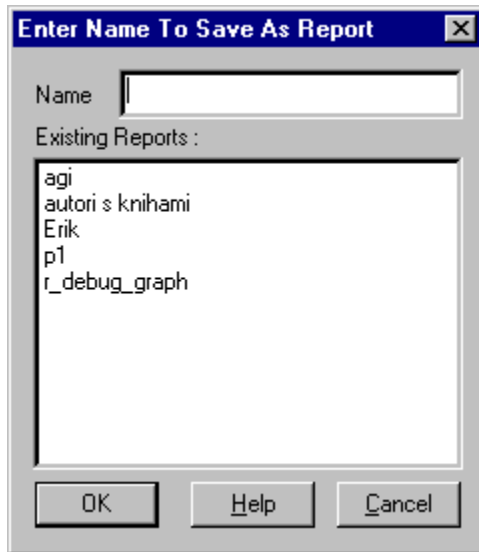 Enter Name To Save As Report
Name
Existing Reports :
agi
autori s knihami
Erik
p1
r_debug_graph
OK Help Cancel